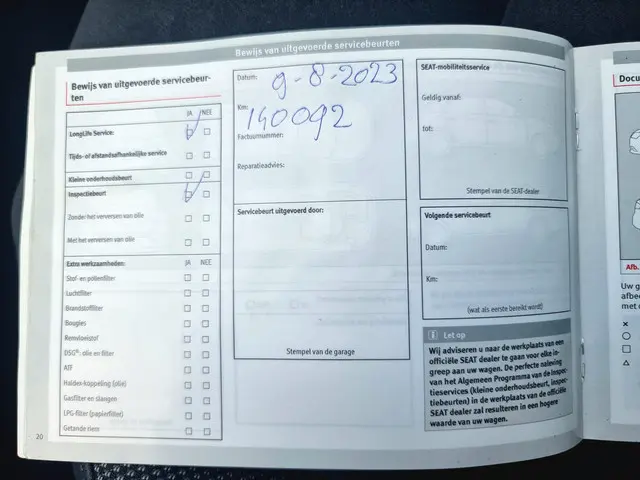 Bewijs van uitgevoerde servicebeurten
Bewijs van uitgevoerde servicebeur-
ten
JA NEE
LongLife Service:
Tijds- of afstandsafhankelijke service
Kleine onderhoudsbeurt
Inspectiebeurt
Zonder het verversen van olie
Met het verversen van olie
Extra werkzaamheden: JA NEE
Stof- en pollenfilter
Luchtfilter
Brandstoffilter
Bougies
Remvloeistof
DSG®: olie en filter
ATF
Haldex-koppeling (olie)
Gasfilter en slangen
LPG-filter (papierfilter)
Getande riem
20
Datum: 9-8-2023
Km: 140092
Factuurnummer:
Reparatieadvies:
Servicebeurt uitgevoerd door:
Stempel van de garage
SEAT-mobiliteitsservice
Geldig vanaf:
tot:
Stempel van de SEAT-dealer
Volgende servicebeurt
Datum:
Km:
(wat als eerste bereikt wordt)
i Let op
Wij adviseren u naar de werkplaats van een
officiële SEAT dealer te gaan voor elke in-
greep aan uw wagen. De perfecte naleving
van het Algemeen Programma van de Inspec-
tieservices (kleine onderhoudsbeurt, inspec-
tiebeurten) in de werkplaats van de officiële
SEAT dealer zal resulteren in een hogere
waarde van uw wagen.
Docu
Afb.
Uw g
afbee
met d